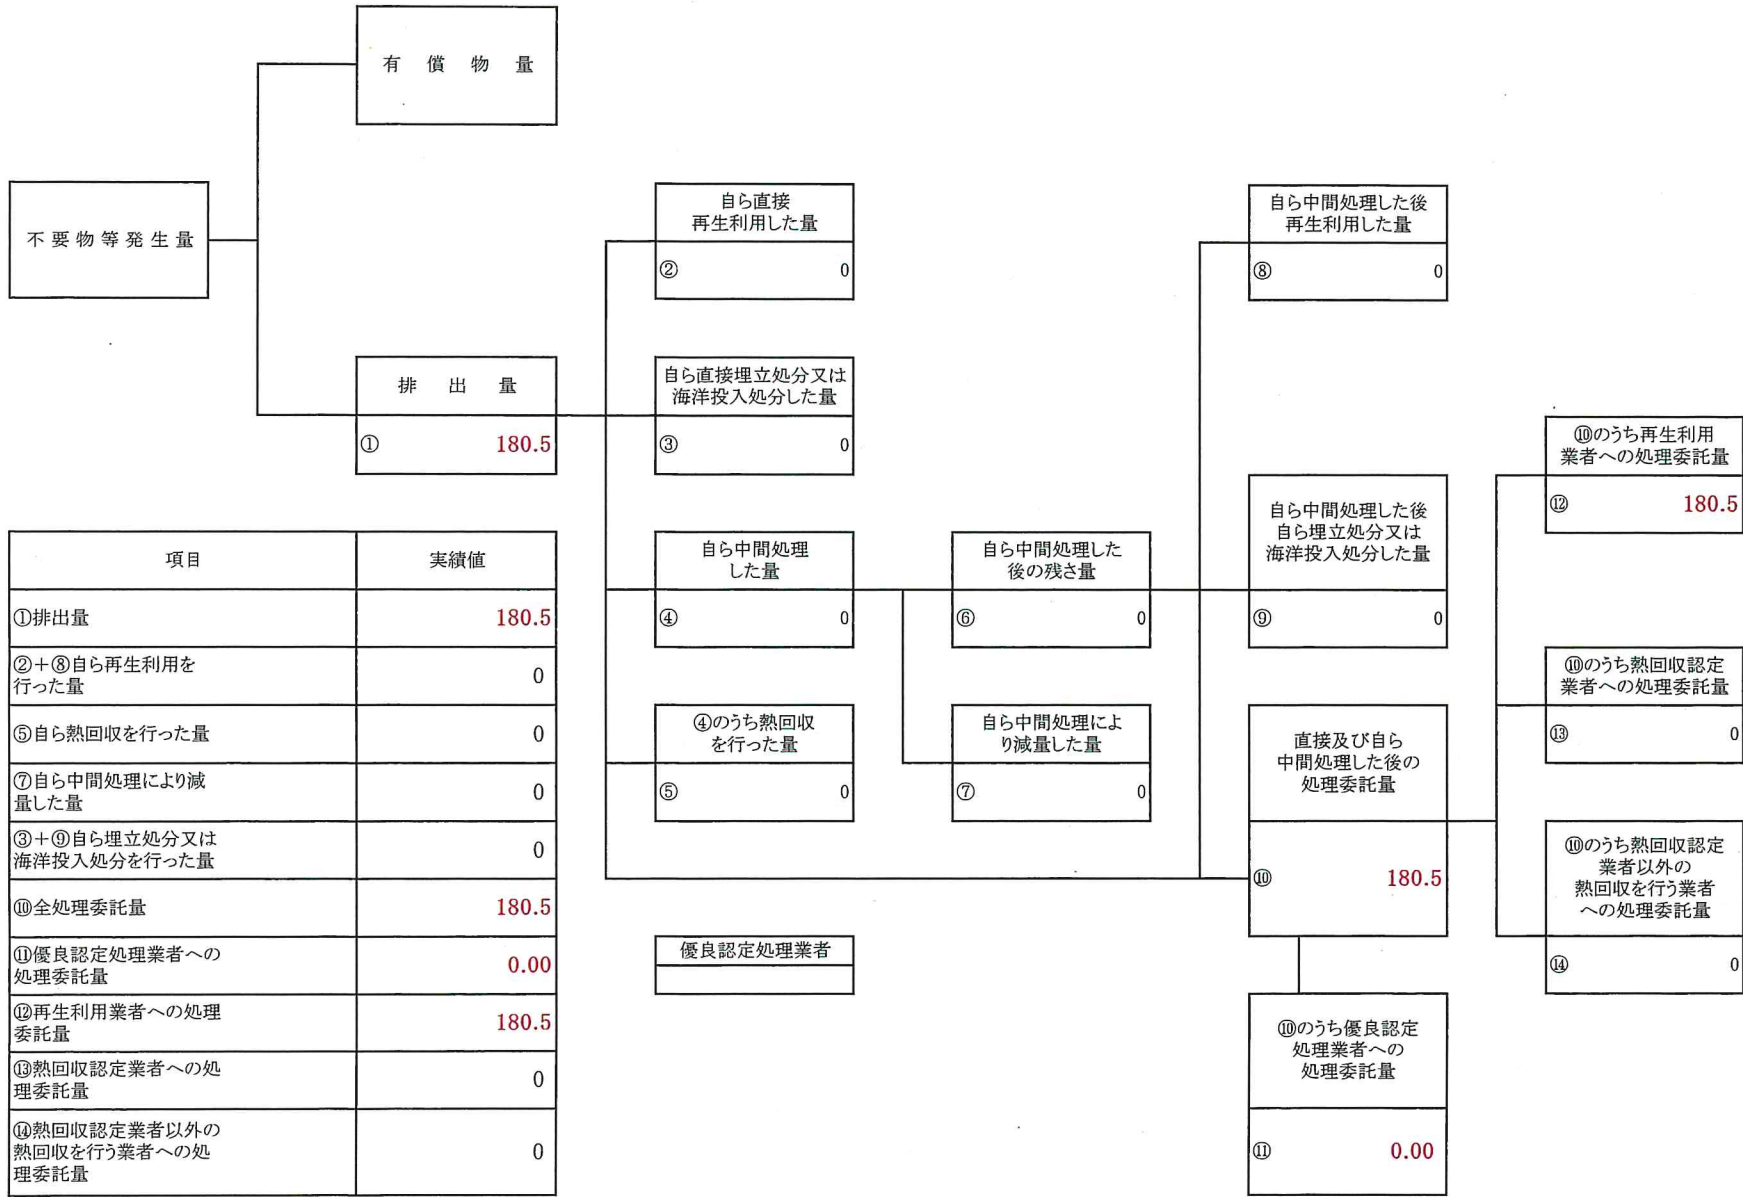 有償物量
不要物等発生量
自ら直接
再生利用した量
② 0
自ら中間処理した後
再生利用した量
⑧ 0
排出量
① 180.5
自ら直接埋立処分又は
海洋投入処分した量
③ 0
⑩のうち再生利用
業者への処理委託量
⑫ 180.5
自ら中間処理した後
自ら埋立処分又は
海洋投入処分した量
⑨ 0
自ら中間処理
した量
④ 0
自ら中間処理した
後の残さ量
⑥ 0
⑩のうち熱回収認定
業者への処理委託量
⑬ 0
④のうち熱回収
を行った量
⑤ 0
自ら中間処理によ
り減量した量
⑦ 0
直接及び自ら
中間処理した後の
処理委託量
⑩ 180.5
⑩のうち熱回収認定
業者以外の
熱回収を行う業者
への処理委託量
⑭ 0
優良認定処理業者
⑩のうち優良認定
処理業者への
処理委託量
⑪ 0.00
項目 実績値
①排出量 180.5
②+⑧自ら再生利用を
行った量 0
⑤自ら熱回収を行った量 0
⑦自ら中間処理により減
量した量 0
③+⑨自ら埋立処分又は
海洋投入処分を行った量 0
⑩全処理委託量 180.5
⑪優良認定処理業者への
処理委託量 0.00
⑫再生利用業者への処理
委託量 180.5
⑬熱回収認定業者への処
理委託量 0
⑭熱回収認定業者以外の
熱回収を行う業者への処
理委託量 0